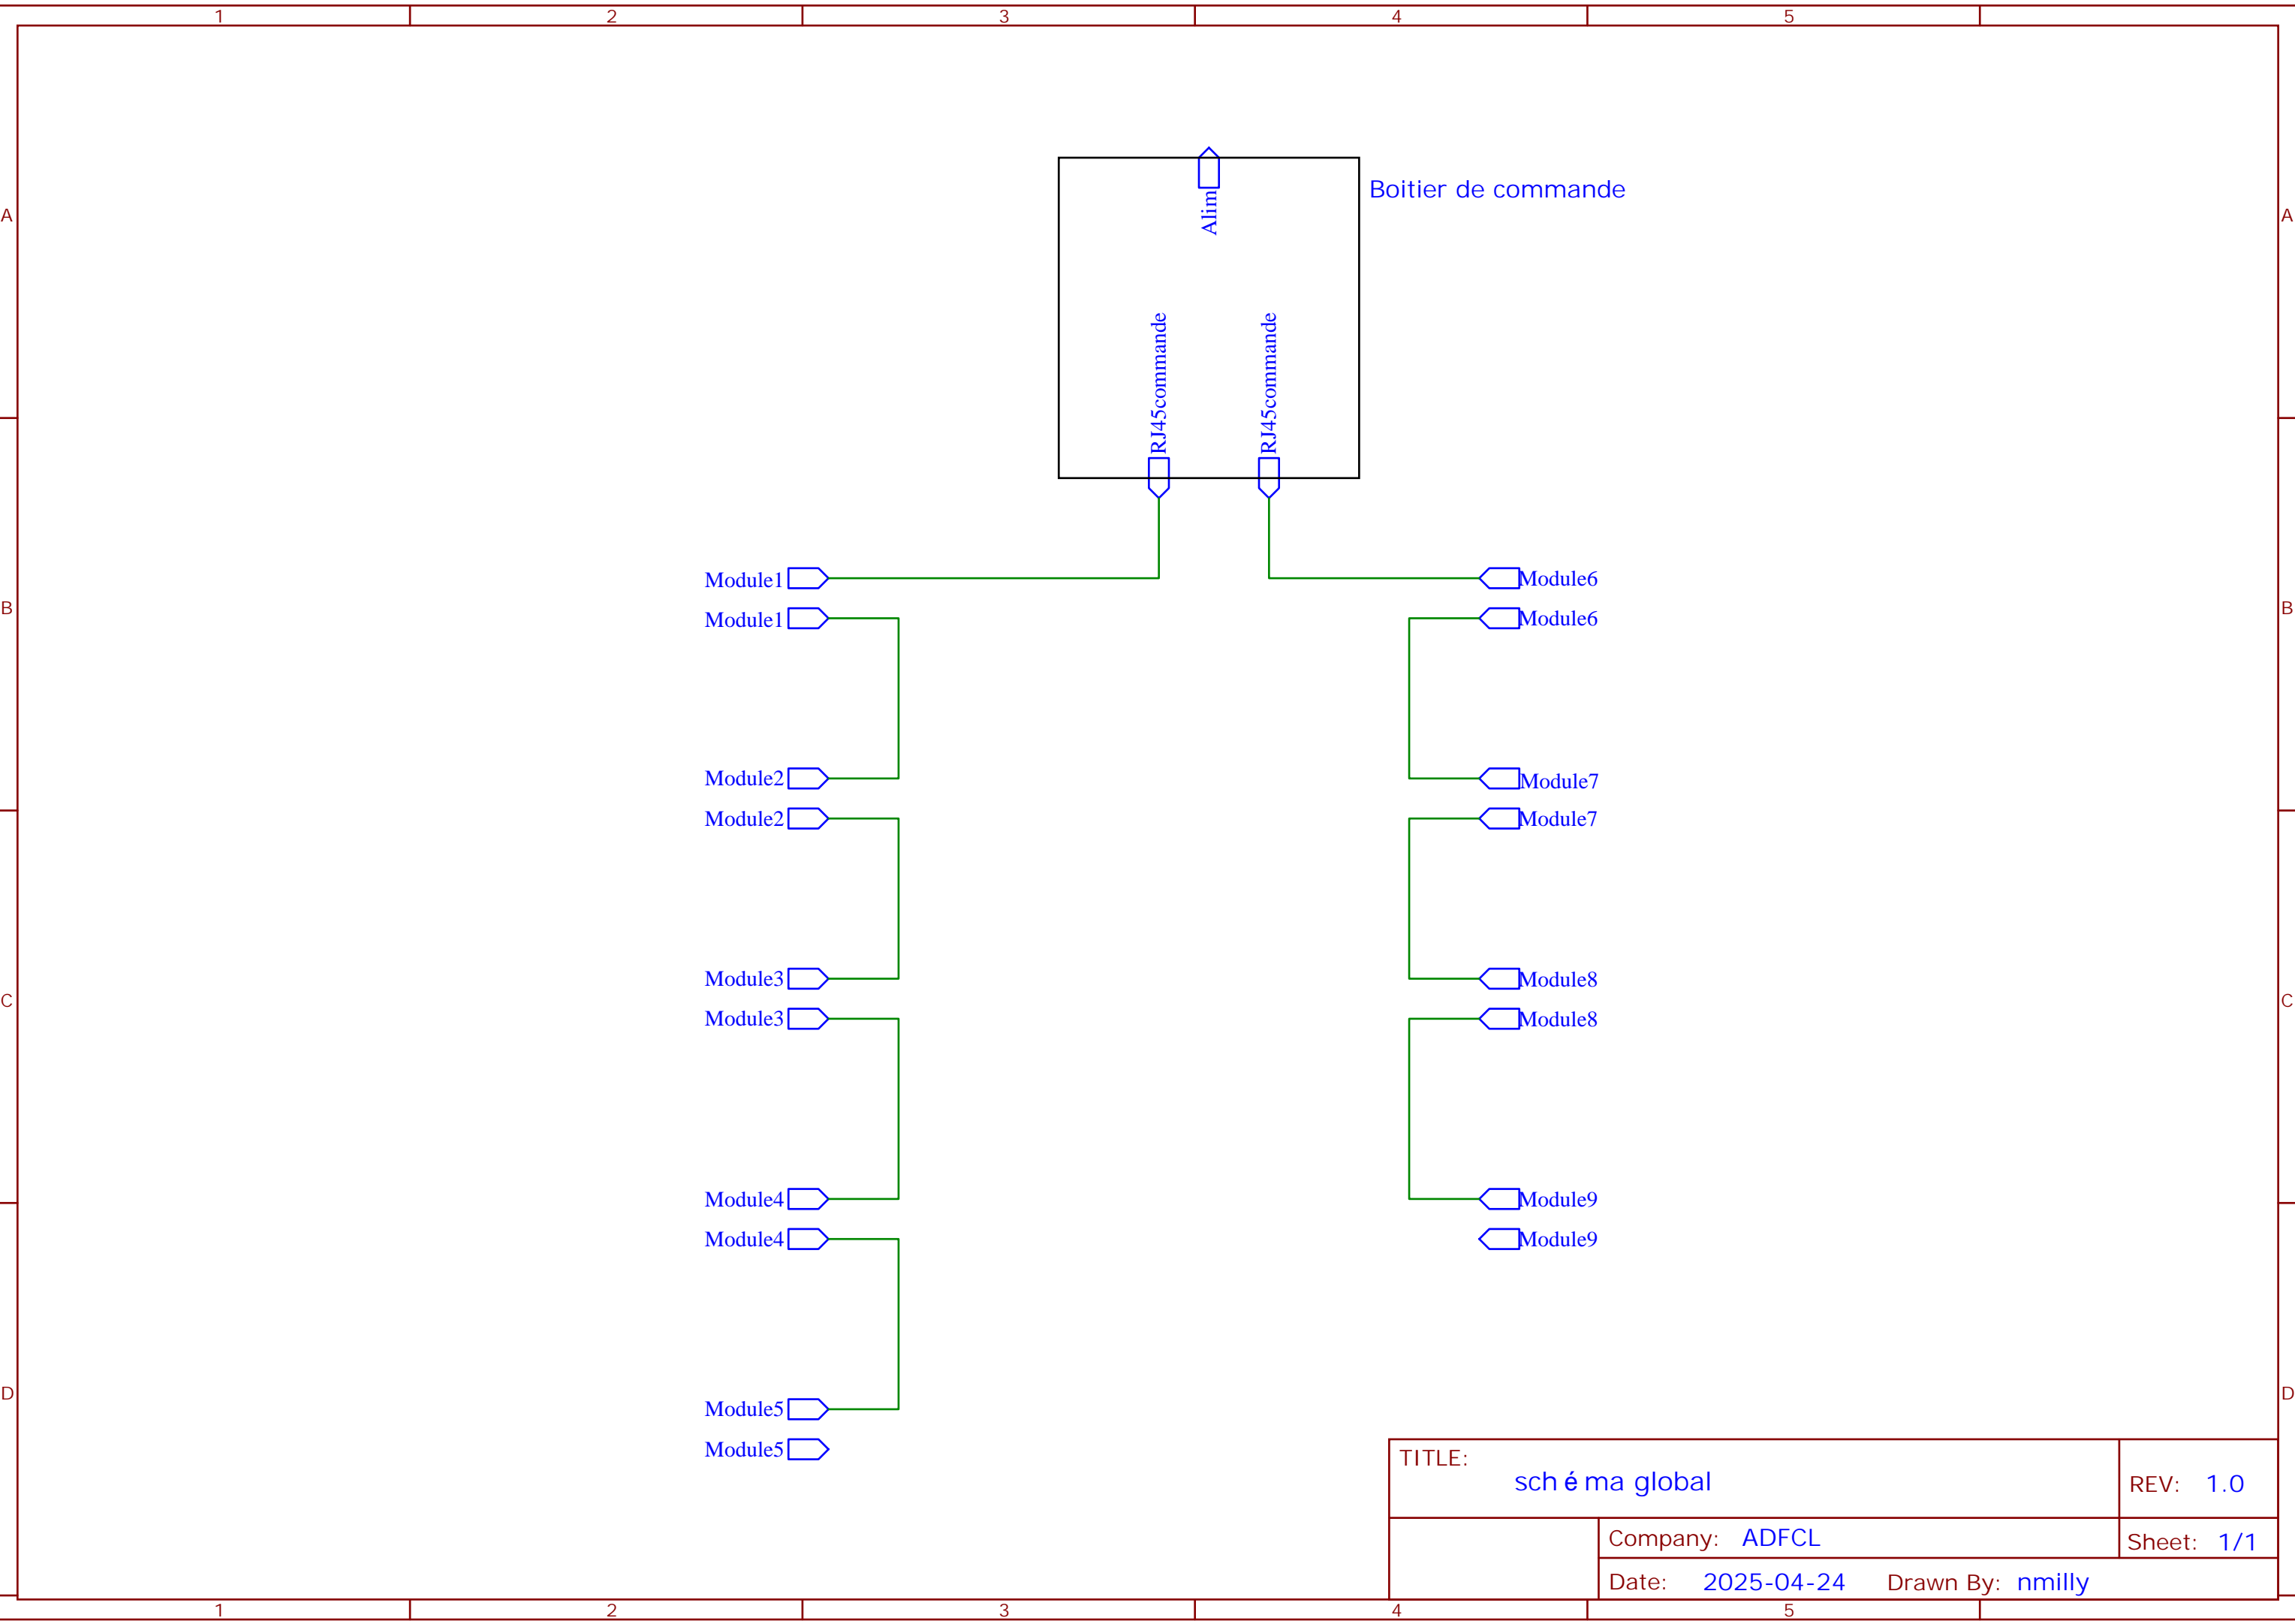 1 2 3 4 5
A A
Boitier de commande
Alim
RJ45commande RJ45commande
B B
Module1 Module6
Module1 Module6
Module2 Module7
Module2 Module7
C C
Module3 Module8
Module3 Module8
Module4 Module9
Module4 Module9
D D
Module5
Module5
TITLE:
schéma global
REV: 1.0
Company: ADFCL
Sheet: 1/1
Date: 2025-04-24 Drawn By: nmilly
1 2 3 4 5